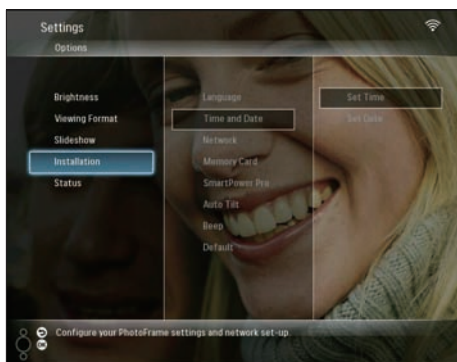 Settings
Options
Brightness
Viewing Format
Slideshow
Installation
Status
Language
Time and Date
Network
Memory Card
SmartPower Pro
Auto Tilt
Beep
Default
Set Time
Set Date
Configure your PhotoFrame settings and network set-up.
OK